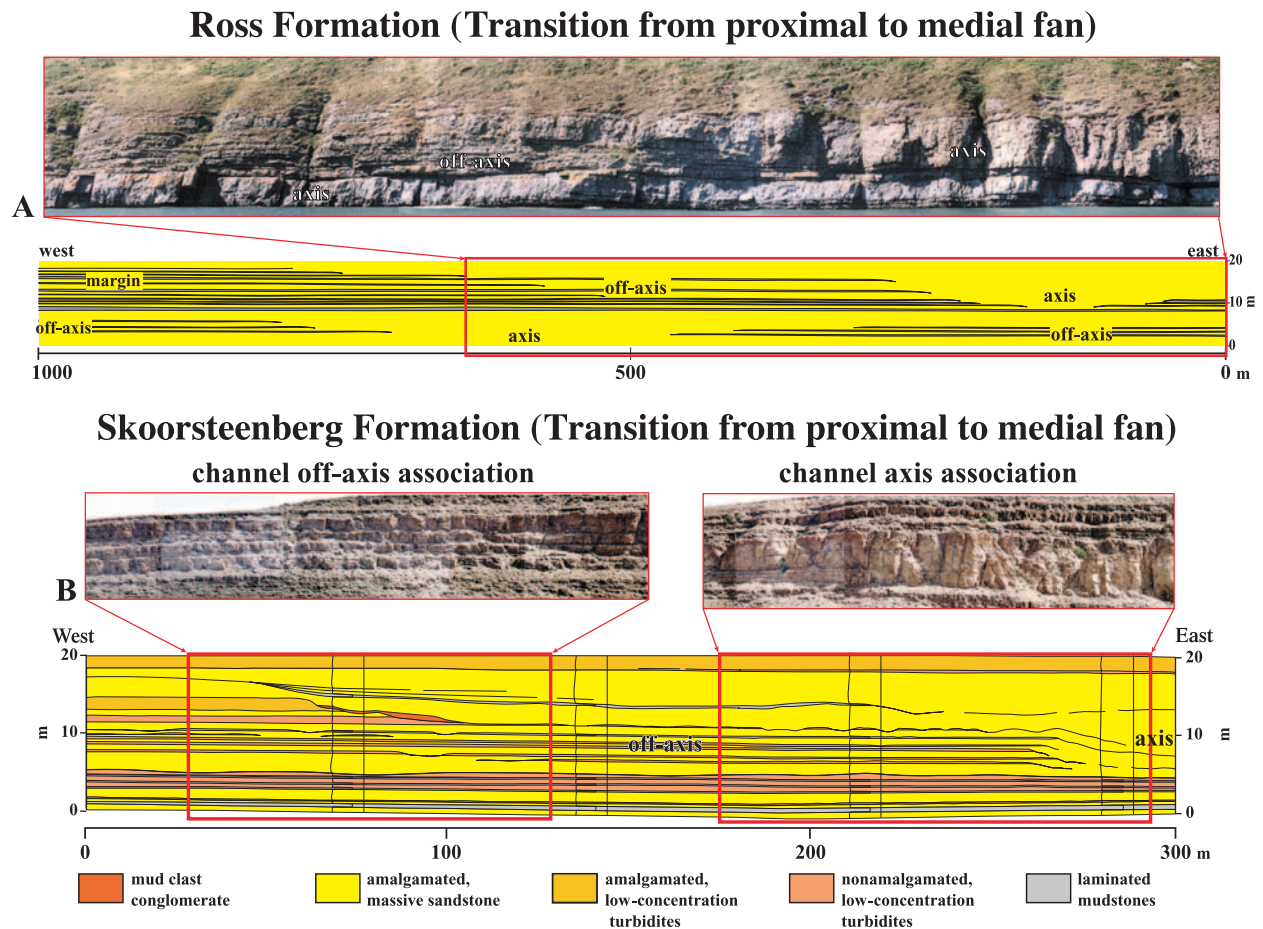 Ross Formation (Transition from proximal to medial fan)
off-axis
axis
axis
A
west
east
20
margin
off-axis
axis
10 m
off-axis
axis
off-axis
0
1000
500
0 m
Skoorsteenberg Formation (Transition from proximal to medial fan)
channel off-axis association
channel axis association
B
West
East
20
20
m
10
off-axis
axis
10
m
0
0
0
100
200
300 m
mud clast
conglomerate
amalgamated,
massive sandstone
amalgamated,
low-concentration
turbidites
nonamalgamated,
low-concentration
turbidites
laminated
mudstones